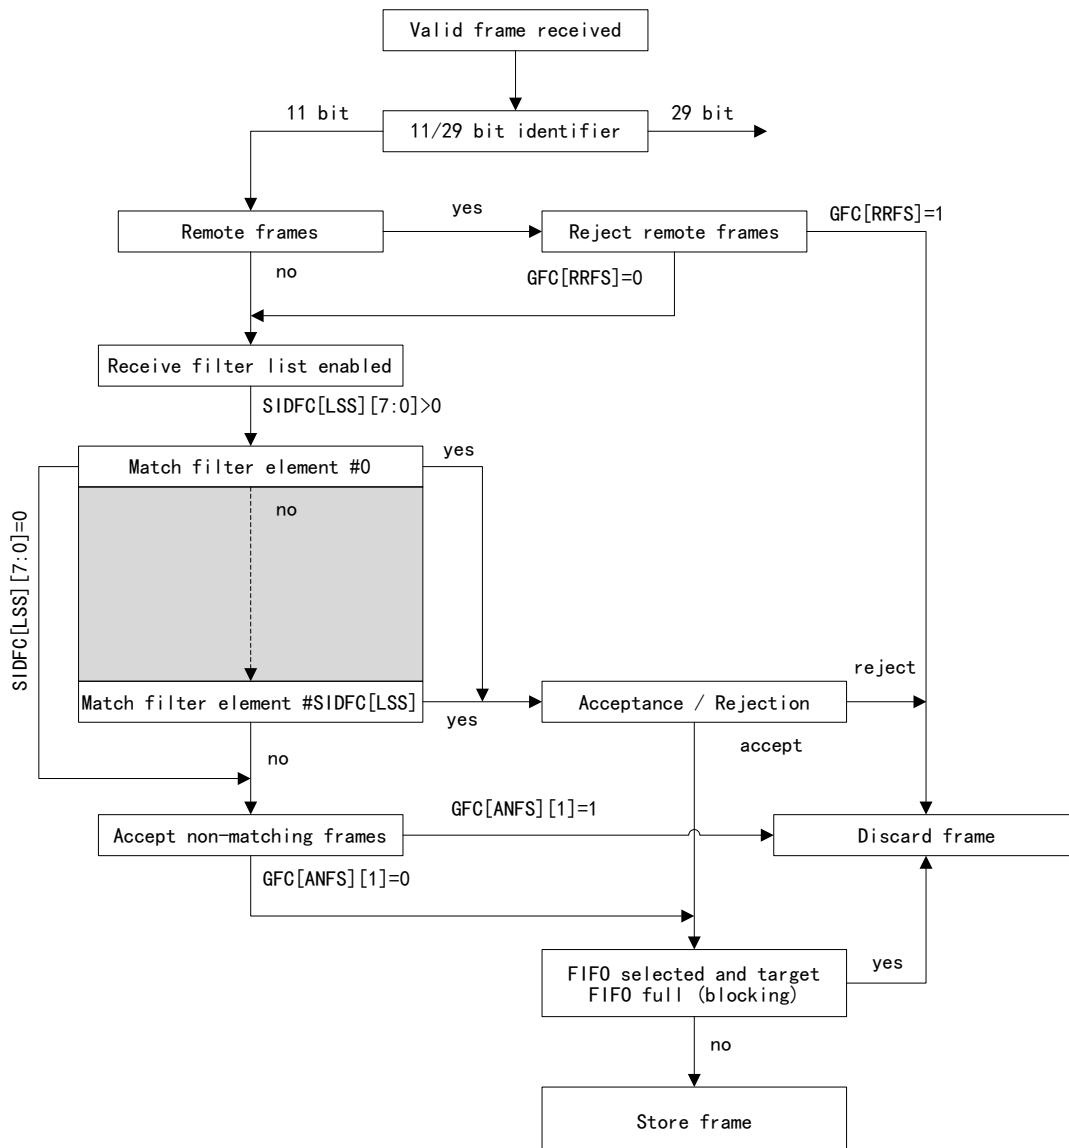 Valid frame received
11 bit
29 bit
11/29 bit identifier
yes
GFC[RRFS]=1
Remote frames
Reject remote frames
no
GFC[RRFS]=0
Receive filter list enabled
SIDFC[LSS][7:0]>0
yes
Match filter element #0
no
SIDFC[LSS][7:0]=0
reject
Match filter element #SIDFC[LSS]
yes
Acceptance / Rejection
accept
no
GFC[ANFS][1]=1
Accept non-matching frames
Discard frame
GFC[ANFS][1]=0
FIFO selected and target
FIFO full (blocking)
yes
no
Store frame